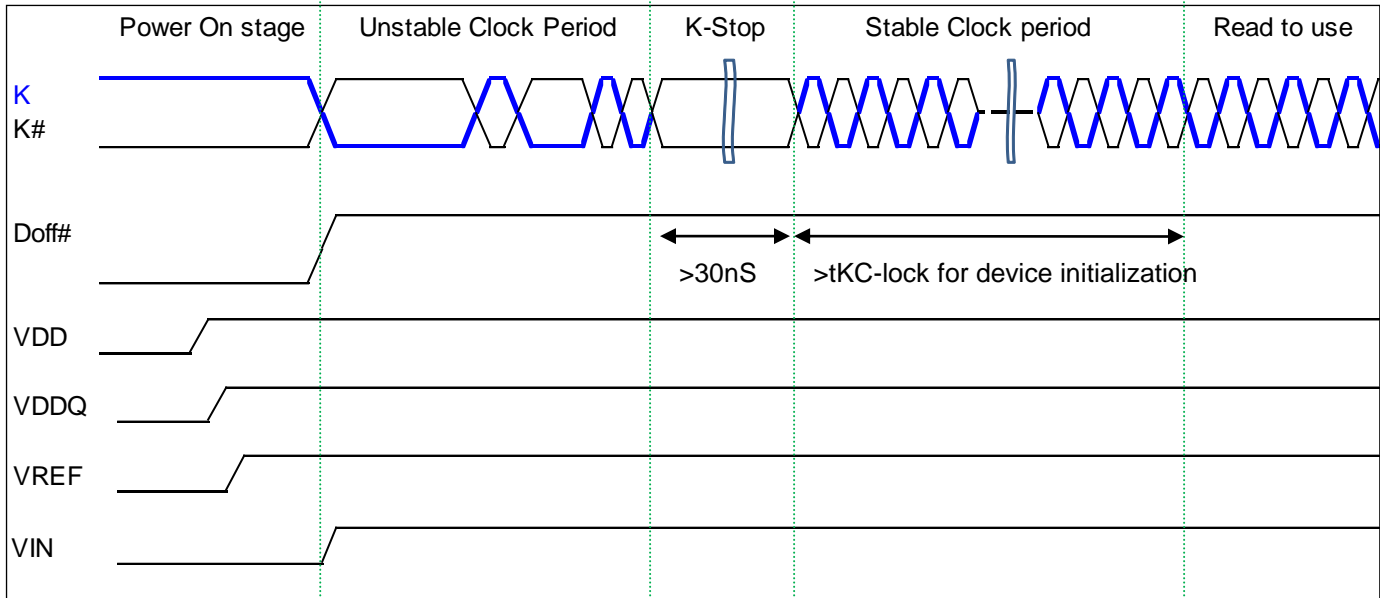 Power On stage
Unstable Clock Period
K-Stop
Stable Clock period
Read to use
K
K#
Doff#
>30nS
>tKC-lock for device initialization
VDD
VDDQ
VREF
VIN